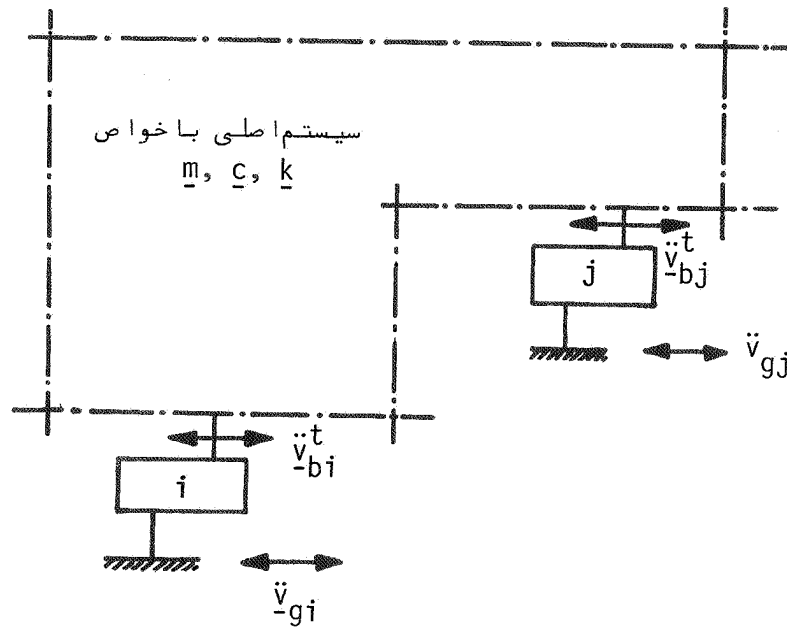 سیستم اصلی با خواص
m, c, k
j
v̈ᵗbj
v̈gj
v̈ᵗbi
i
v̈gi